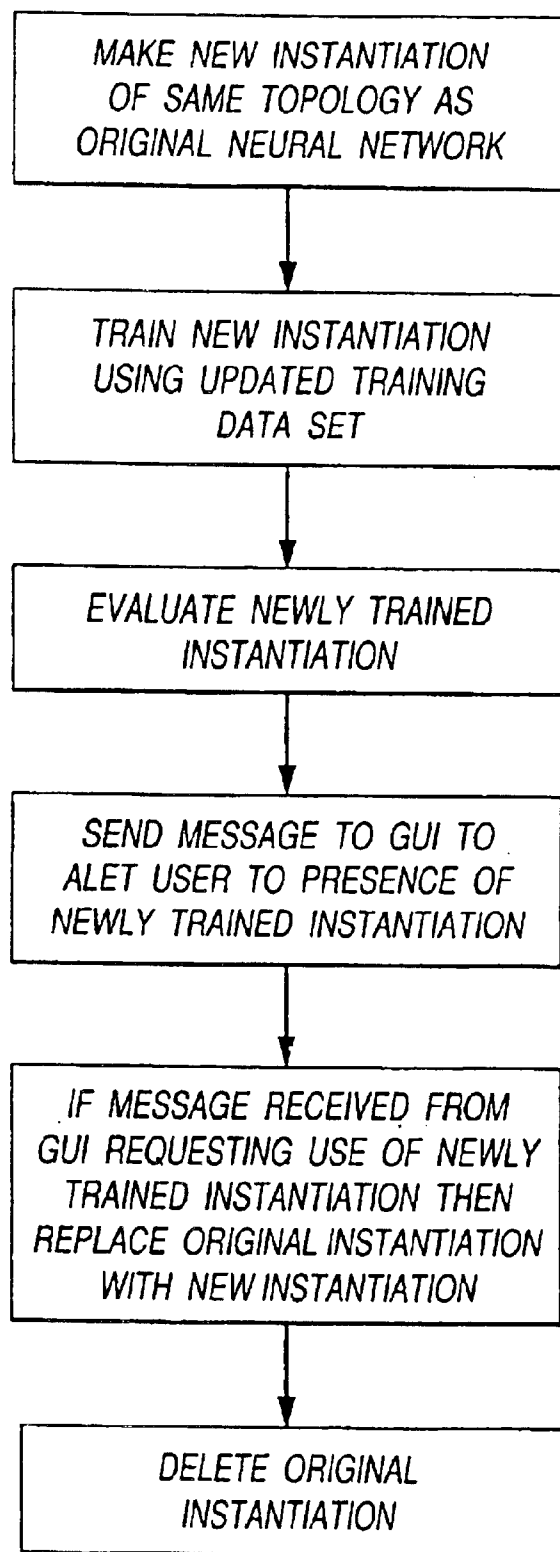 MAKE NEW INSTANTIATION
OF SAME TOPOLOGY AS
ORIGINAL NEURAL NETWORK
TRAIN NEW INSTANTIATION
USING UPDATED TRAINING
DATA SET
EVALUATE NEWLY TRAINED
INSTANTIATION
SEND MESSAGE TO GUI TO
ALET USER TO PRESENCE OF
NEWLY TRAINED INSTANTIATION
IF MESSAGE RECEIVED FROM
GUI REQUESTING USE OF NEWLY
TRAINED INSTANTIATION THEN
REPLACE ORIGINAL INSTANTIATION
WITH NEW INSTANTIATION
DELETE ORIGINAL
INSTANTIATION